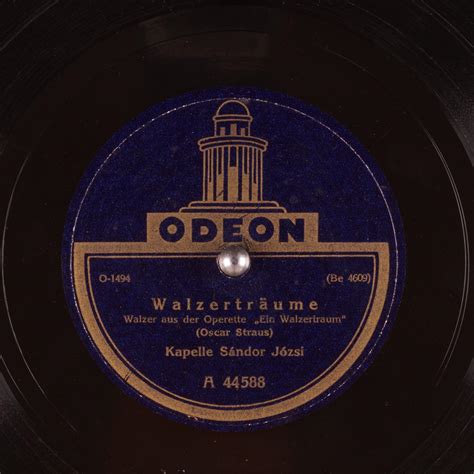 ODEON
O-1494 (Be 4609)
Walzerträume
Walzer aus der Operette „Ein Walzertraum“
(Oscar Straus)
Kapelle Sándor Józsi
A 44588